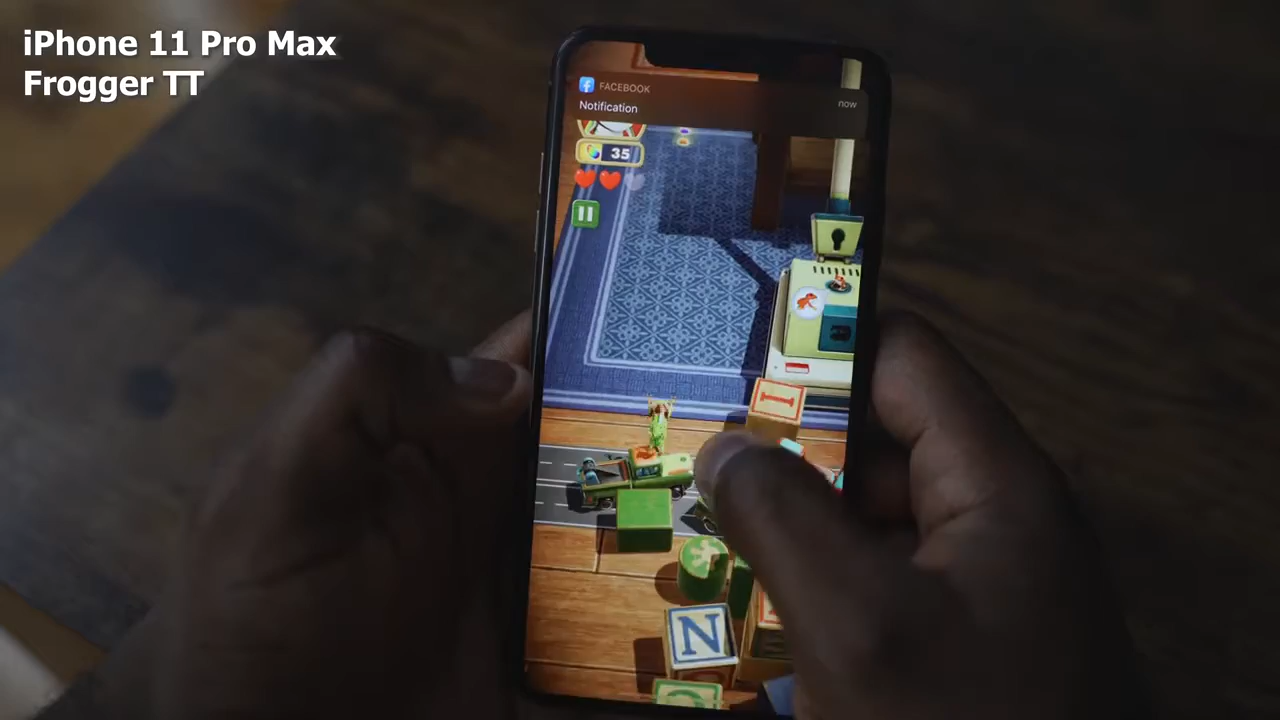 iPhone 11 Pro Max
Frogger TT
FACEBOOK
now
Notification
35
I
N